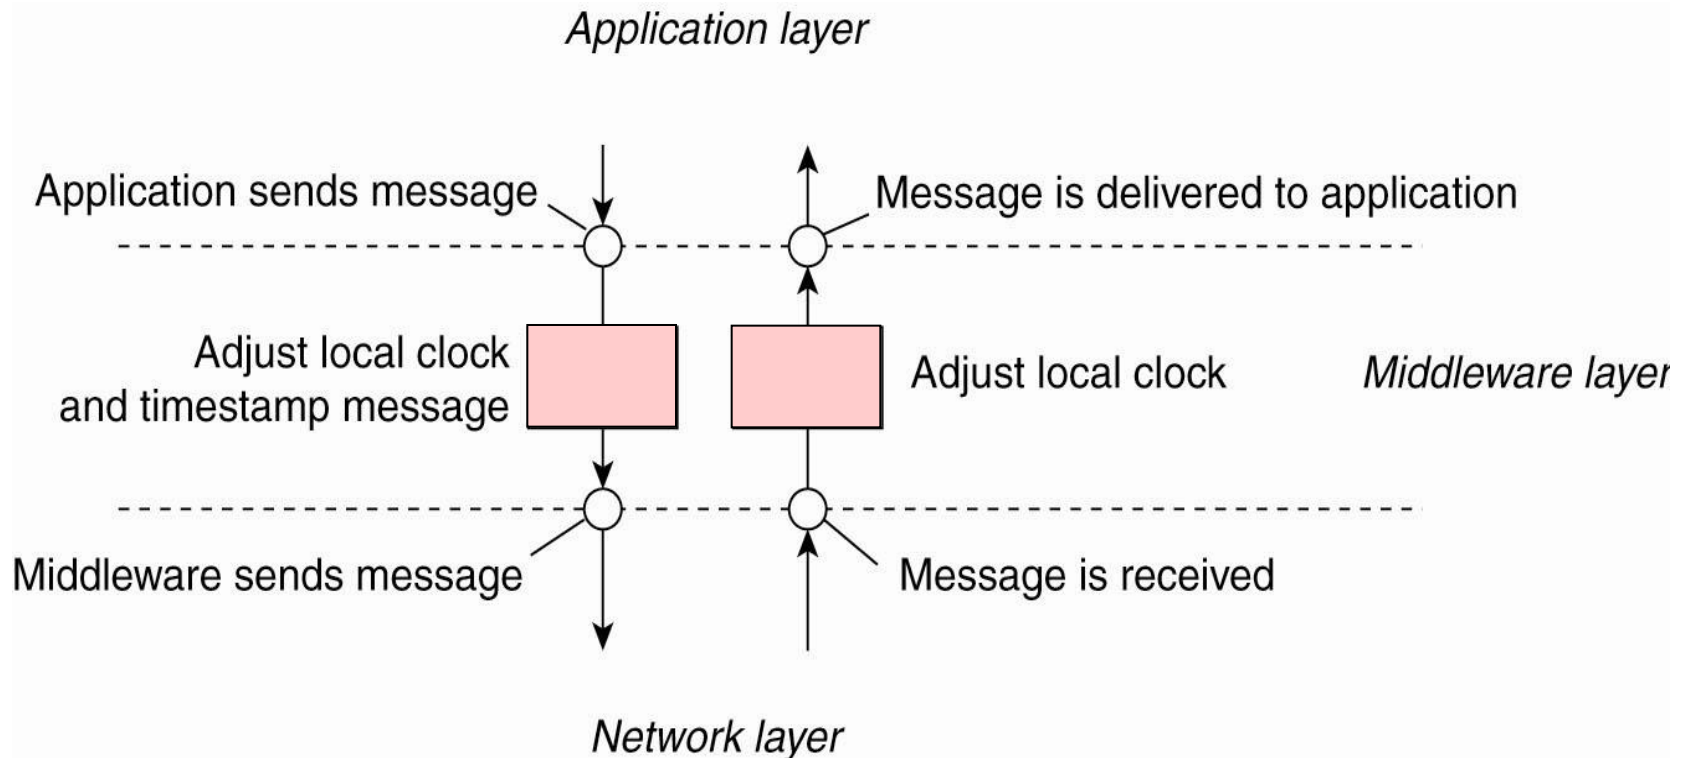 Application layer
Application sends message
Message is delivered to application
Adjust local clock
and timestamp message
Adjust local clock
Middleware layer
Middleware sends message
Message is received
Network layer